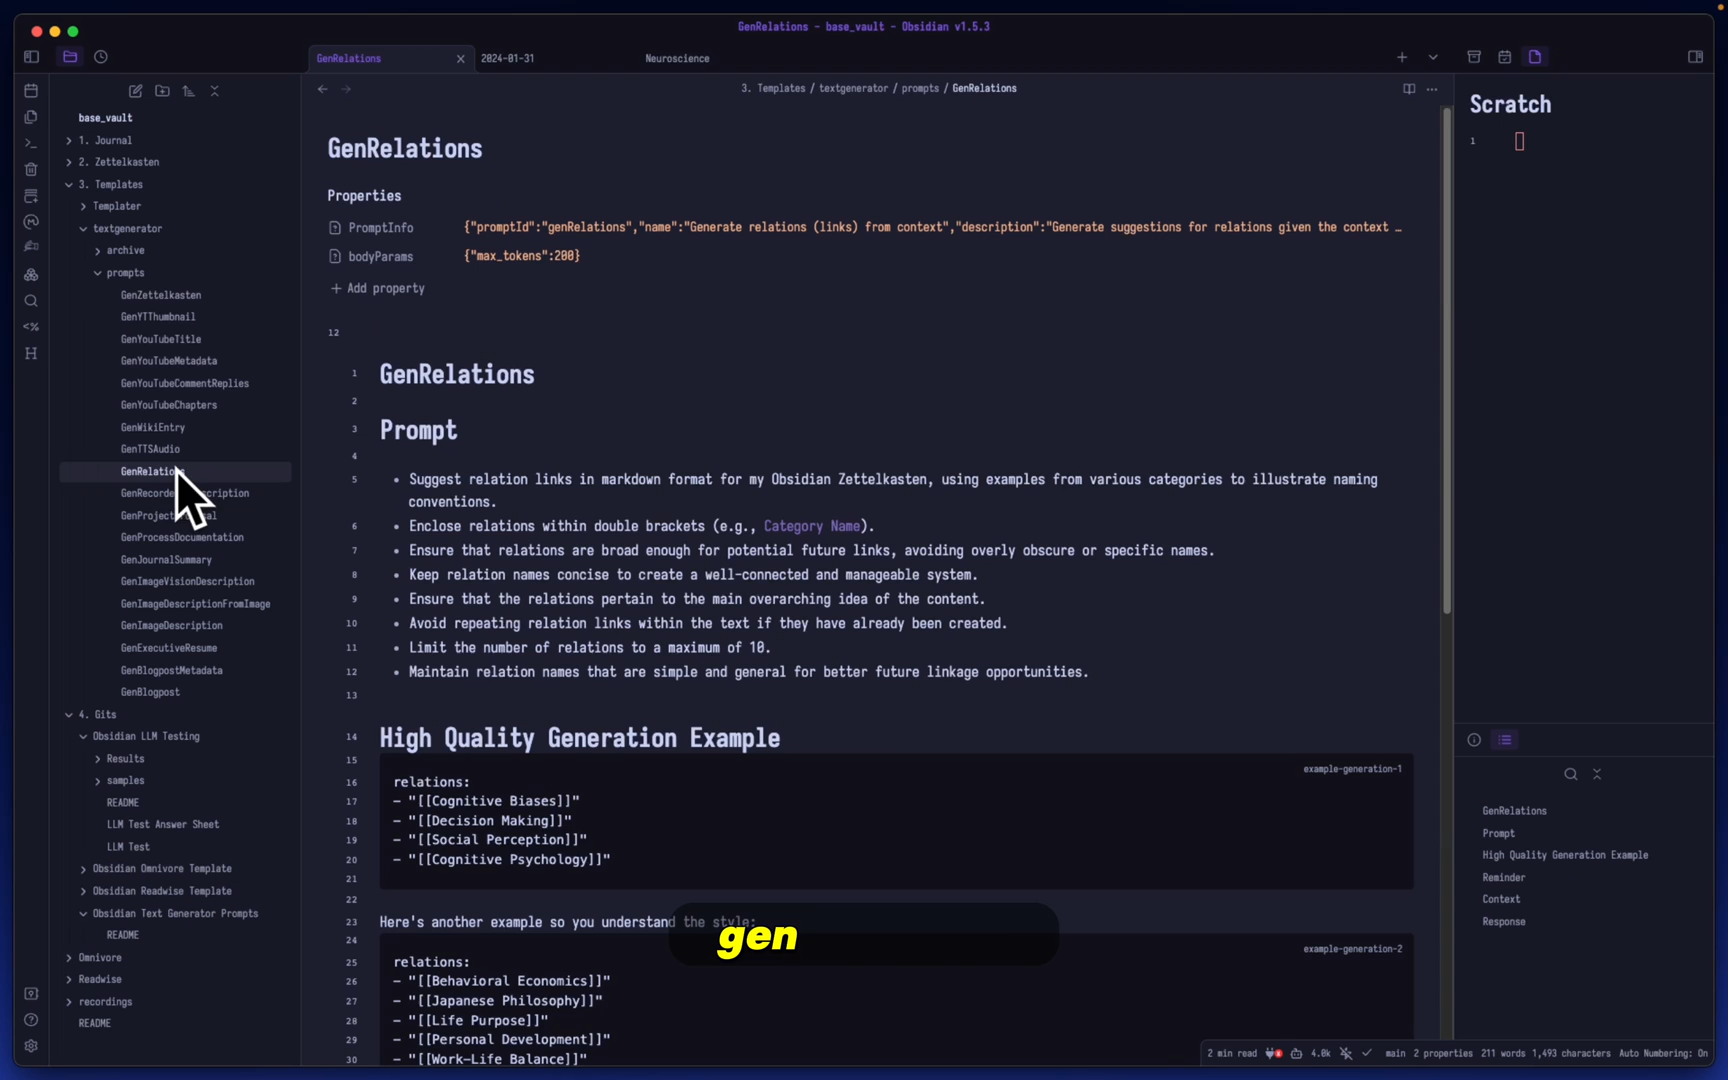 GenRelations - base_vault - Obsidian v1.5.3
GenRelations
2024-01-31
Neuroscience
3. Templates / textgenerator / prompts / GenRelations
base_vault
1. Journal
2. Zettelkasten
3. Templates
Templater
textgenerator
archive
prompts
GenZettelkasten
GenYTThumbnail
GenYouTubeTitle
GenYouTubeMetadata
GenYouTubeCommentReplies
GenYouTubeChapters
GenWikiEntry
GenTTSAudio
GenRelations
GenProcessDocumentation
GenJournalSummary
GenImageVisionDescription
GenImageDescriptionFromImage
GenImageDescription
GenExecutiveResume
GenBlogpostMetadata
GenBlogpost
4. Gits
Obsidian LLM Testing
Results
samples
README
LLM Test Answer Sheet
LLM Test
Obsidian Omnivore Template
Obsidian Readwise Template
Obsidian Text Generator Prompts
README
Omnivore
Readwise
recordings
README
GenRelations
Properties
PromptInfo {"promptId":"genRelations","name":"Generate relations (links) from context","description":"Generate suggestions for relations given the context …
bodyParams {"max_tokens":200}
+ Add property
12
1 GenRelations
2
3 Prompt
4
5 • Suggest relation links in markdown format for my Obsidian Zettelkasten, using examples from various categories to illustrate naming
conventions.
6 • Enclose relations within double brackets (e.g., Category Name).
7 • Ensure that relations are broad enough for potential future links, avoiding overly obscure or specific names.
8 • Keep relation names concise to create a well-connected and manageable system.
9 • Ensure that the relations pertain to the main overarching idea of the content.
10 • Avoid repeating relation links within the text if they have already been created.
11 • Limit the number of relations to a maximum of 10.
12 • Maintain relation names that are simple and general for better future linkage opportunities.
13
14 High Quality Generation Example
15 example-generation-1
16 relations:
17 - "[[Cognitive Biases]]"
18 - "[[Decision Making]]"
19 - "[[Social Perception]]"
20 - "[[Cognitive Psychology]]"
21
22
23 Here's another example so you understand the style:
gen
24 example-generation-2
25 relations:
26 - "[[Behavioral Economics]]"
27 - "[[Japanese Philosophy]]"
28 - "[[Life Purpose]]"
29 - "[[Personal Development]]"
30 - "[[Work-Life Balance]]"
Scratch
1
GenRelations
Prompt
High Quality Generation Example
Reminder
Context
Response
2 min read 4.0k main 2 properties 211 words 1,493 characters Auto Numbering: On